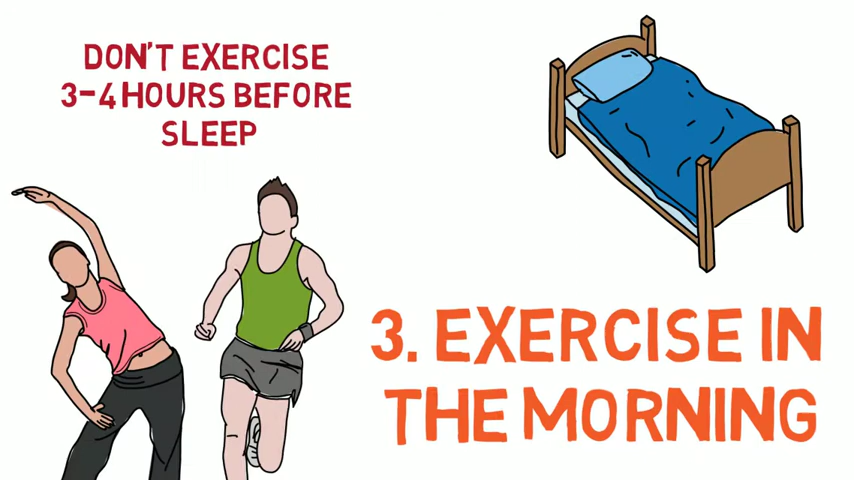 DON'T EXERCISE
3-4 HOURS BEFORE
SLEEP
3. EXERCISE IN
THE MORNING